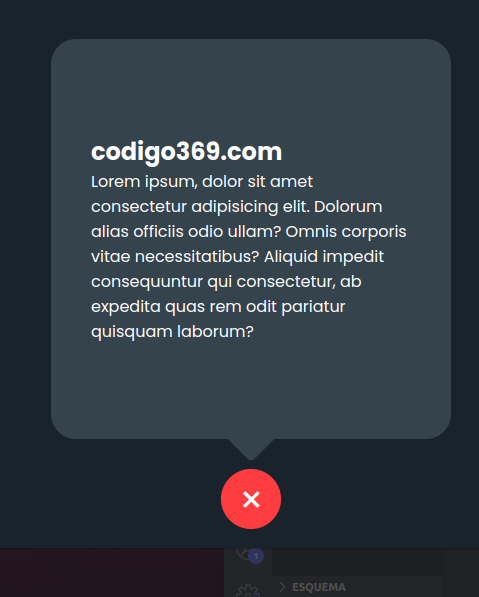 codigo369.com
Lorem ipsum, dolor sit amet
consectetur adipisicing elit. Dolorum
alias officiis odio ullam? Omnis corporis
vitae necessitatibus? Aliquid impedit
consequuntur qui consectetur, ab
expedita quas rem odit pariatur
quisquam laborum?
1
ESQUEMA